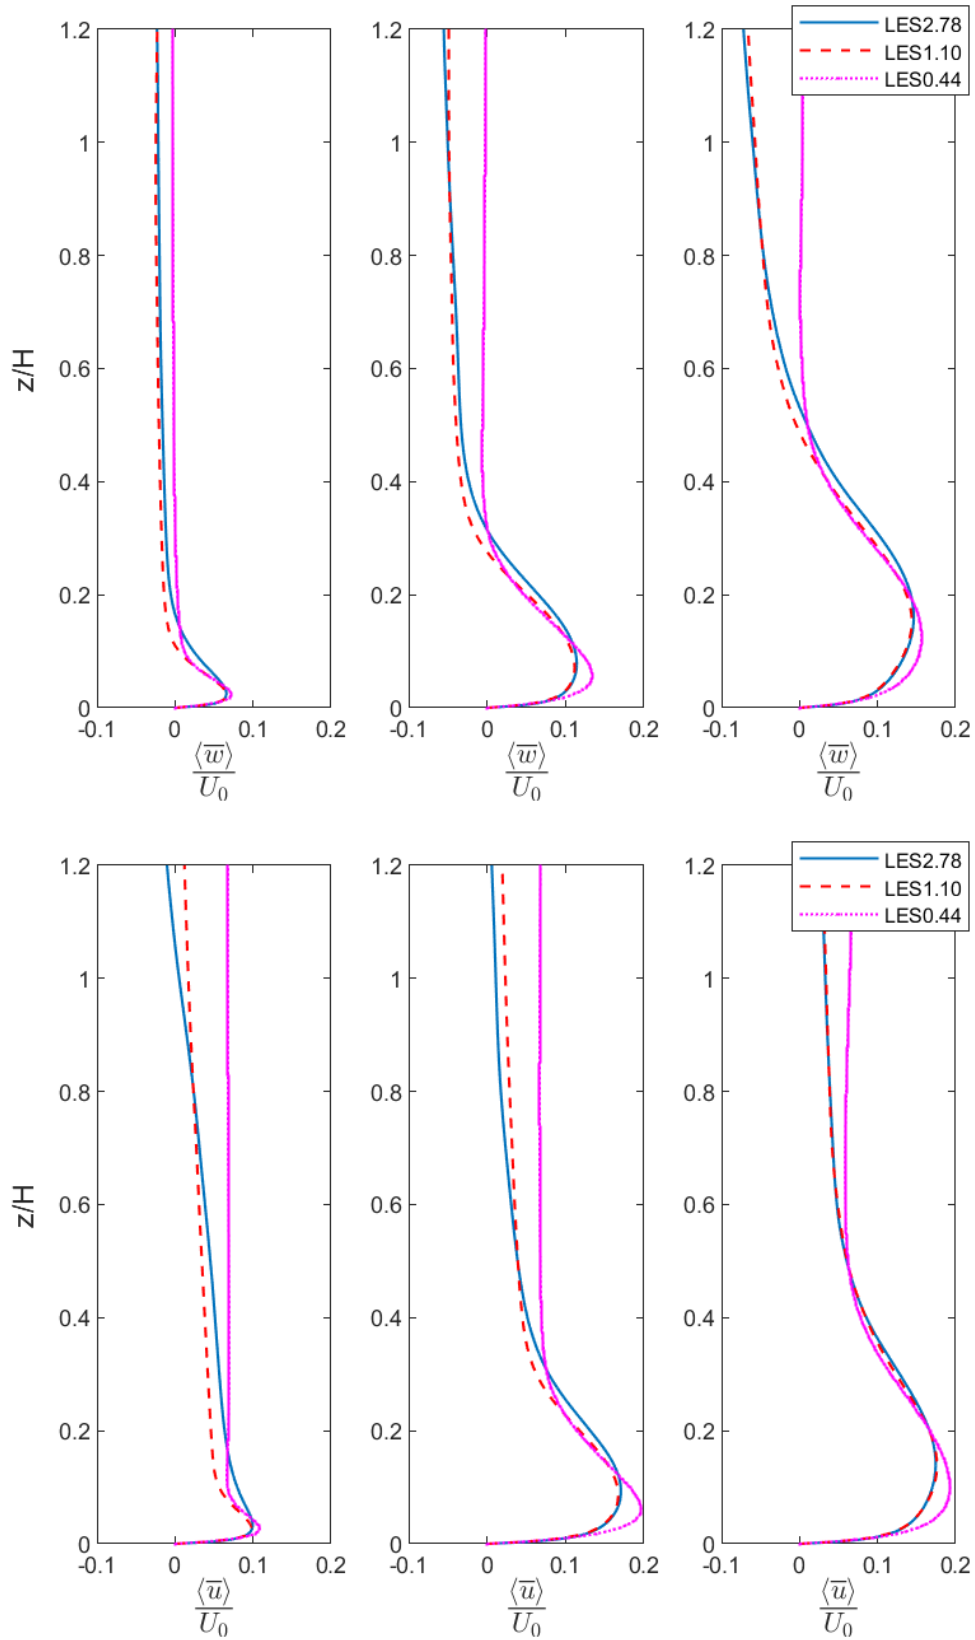 LES2.78
LES1.10
LES0.44
1.2 1.2 1.2
1 1 1
0.8 0.8 0.8
z/H
0.6 0.6 0.6
0.4 0.4 0.4
0.2 0.2 0.2
0 0 0
-0.1 0 0.1 0.2 -0.1 0 0.1 0.2 -0.1 0 0.1 0.2
⟨w̅⟩ ⟨w̅⟩ ⟨w̅⟩
U₀ U₀ U₀
LES2.78
LES1.10
LES0.44
1.2 1.2 1.2
1 1 1
0.8 0.8 0.8
z/H
0.6 0.6 0.6
0.4 0.4 0.4
0.2 0.2 0.2
0 0 0
-0.1 0 0.1 0.2 -0.1 0 0.1 0.2 -0.1 0 0.1 0.2
⟨u̅⟩ ⟨u̅⟩ ⟨u̅⟩
U₀ U₀ U₀